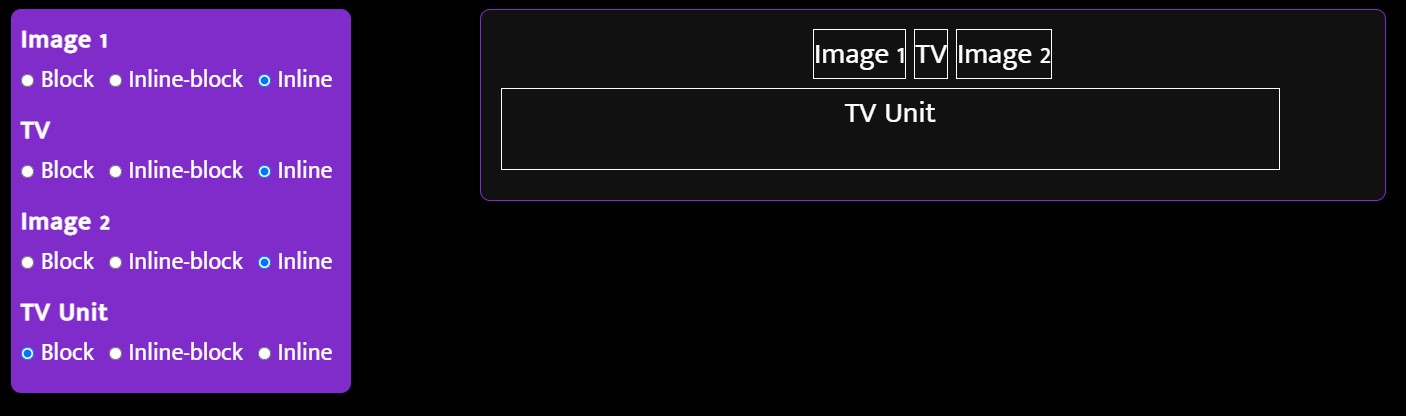 Image 1
Block Inline-block Inline
TV
Block Inline-block Inline
Image 2
Block Inline-block Inline
TV Unit
Block Inline-block Inline
Image 1 TV Image 2
TV Unit